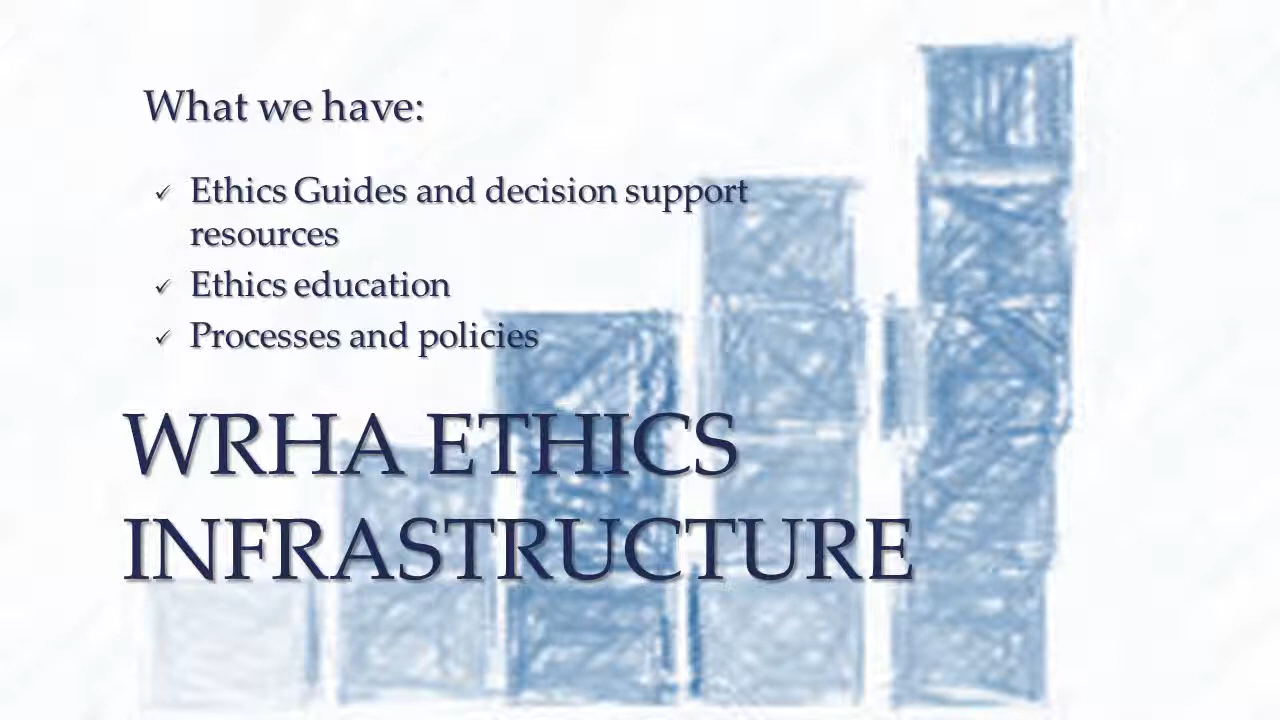 What we have:
✓ Ethics Guides and decision support
resources
✓ Ethics education
✓ Processes and policies
WRHA ETHICS
INFRASTRUCTURE